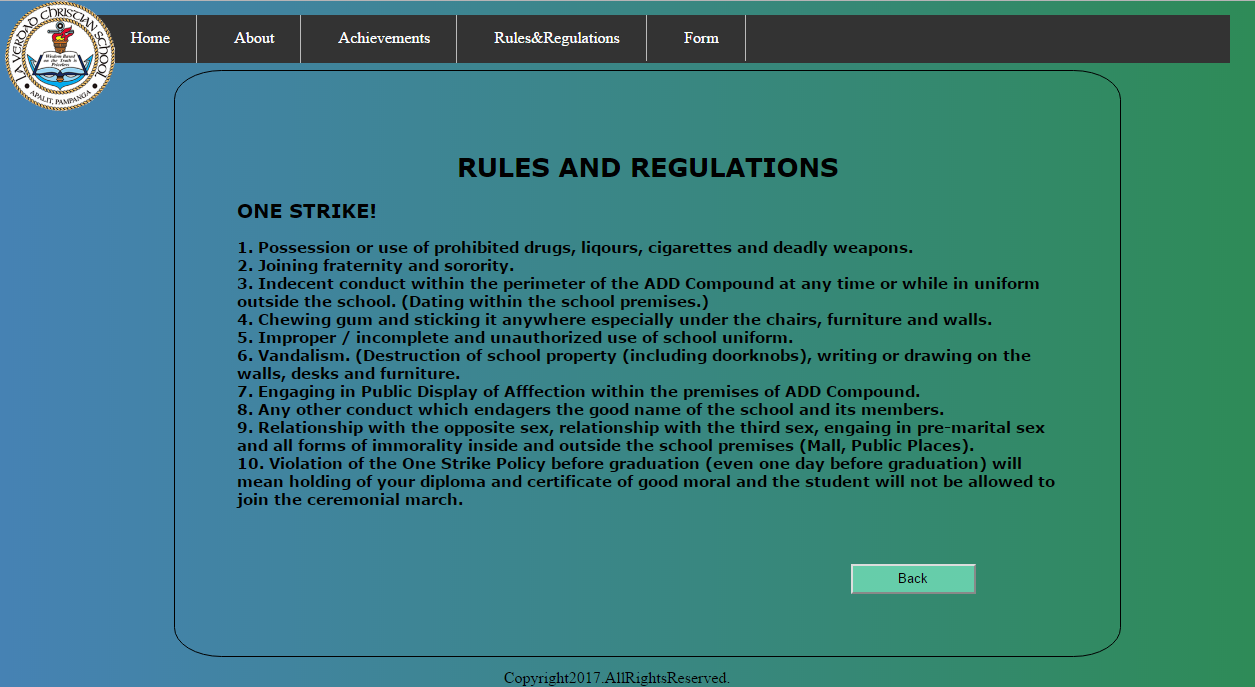 LA VERDAD CHRISTIAN SCHOOL
Wisdom Based
on the Truth is
Priceless
APALIT, PAMPANGA
Home About Achievements Rules&Regulations Form
RULES AND REGULATIONS
ONE STRIKE!
1. Possession or use of prohibited drugs, liqours, cigarettes and deadly weapons.
2. Joining fraternity and sorority.
3. Indecent conduct within the perimeter of the ADD Compound at any time or while in uniform
outside the school. (Dating within the school premises.)
4. Chewing gum and sticking it anywhere especially under the chairs, furniture and walls.
5. Improper / incomplete and unauthorized use of school uniform.
6. Vandalism. (Destruction of school property (including doorknobs), writing or drawing on the
walls, desks and furniture.
7. Engaging in Public Display of Afffection within the premises of ADD Compound.
8. Any other conduct which endagers the good name of the school and its members.
9. Relationship with the opposite sex, relationship with the third sex, engaing in pre-marital sex
and all forms of immorality inside and outside the school premises (Mall, Public Places).
10. Violation of the One Strike Policy before graduation (even one day before graduation) will
mean holding of your diploma and certificate of good moral and the student will not be allowed to
join the ceremonial march.
Back
Copyright2017.AllRightsReserved.